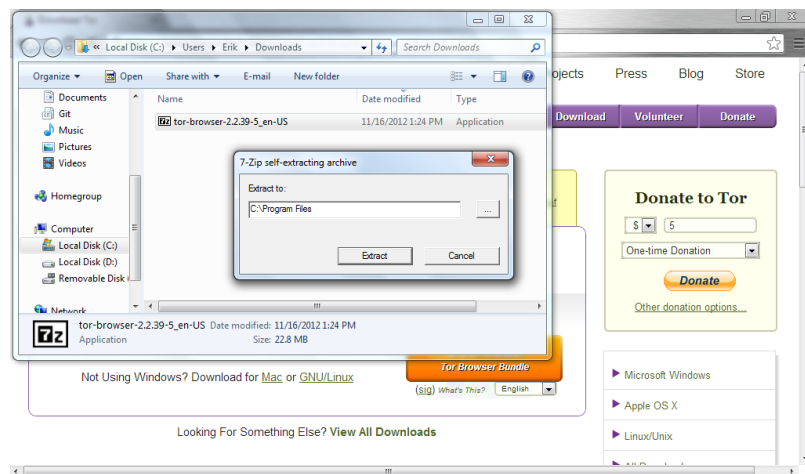 Local Disk (C:) ▸ Users ▸ Erik ▸ Downloads
Search Downloads
Organize
Open
Share with
E-mail
New folder
Documents
Git
Music
Pictures
Videos
Homegroup
Computer
Local Disk (C:)
Local Disk (D:)
Removable Disk
Network
Name
Date modified
Type
tor-browser-2.2.39-5_en-US
11/16/2012 1:24 PM
Application
7-Zip self-extracting archive
Extract to:
C:\Program Files
...
Extract
Cancel
7z
tor-browser-2.2.39-5_en-US Date modified: 11/16/2012 1:24 PM
Application
Size: 22.8 MB
Press
Blog
Store
Download
Volunteer
Donate
Donate to Tor
$
5
One-time Donation
Donate
Other donation options...
Microsoft Windows
Apple OS X
Linux/Unix
Tor Browser Bundle
(sig) What's This?
English
Not Using Windows? Download for Mac or GNU/Linux
Looking For Something Else? View All Downloads